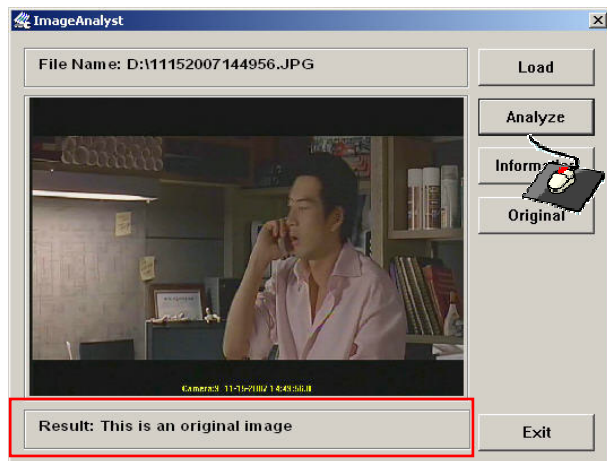 ImageAnalyst
File Name: D:\11152007144956.JPG
Load
Analyze
Original
Camera:3 11-15-2007 14:49:56.0
Result: This is an original image
Exit